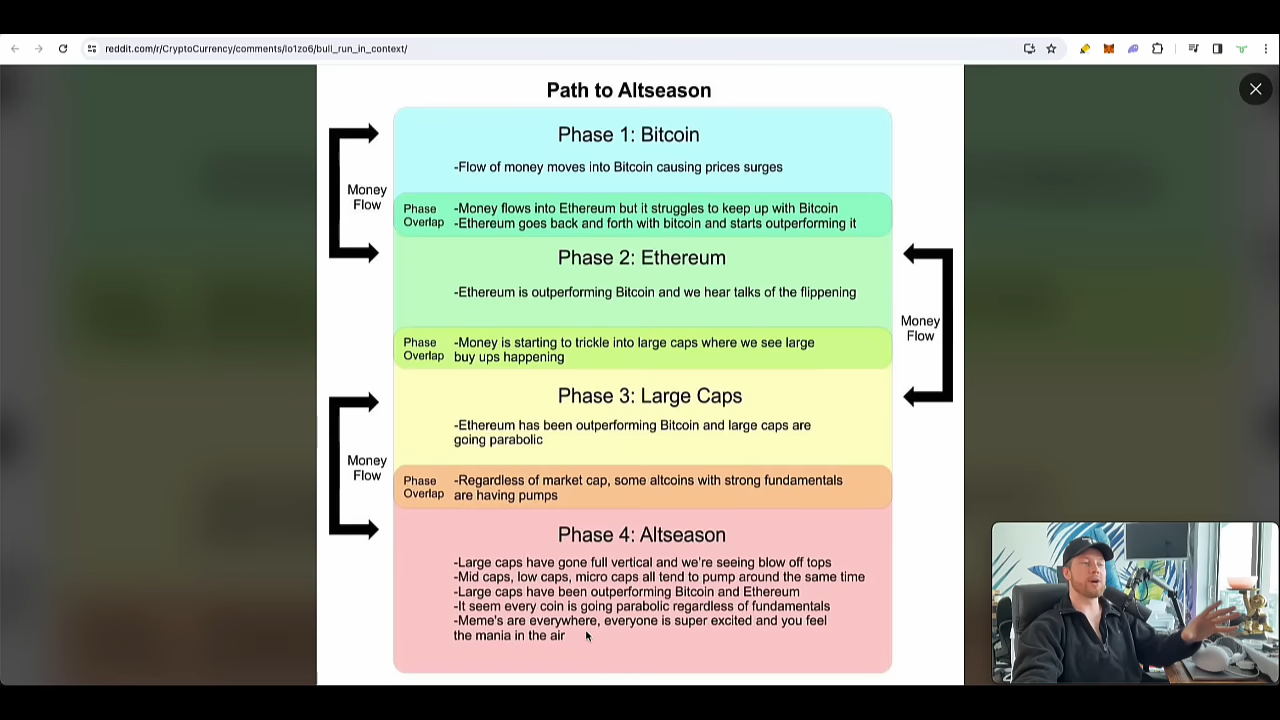 reddit.com/r/CryptoCurrency/comments/lo1zo6/bull_run_in_context/
Path to Altseason
Phase 1: Bitcoin
-Flow of money moves into Bitcoin causing prices surges
Money
Flow
Phase
Overlap
-Money flows into Ethereum but it struggles to keep up with Bitcoin
-Ethereum goes back and forth with bitcoin and starts outperforming it
Phase 2: Ethereum
-Ethereum is outperforming Bitcoin and we hear talks of the flippening
Money
Flow
Phase
Overlap
-Money is starting to trickle into large caps where we see large
buy ups happening
Phase 3: Large Caps
-Ethereum has been outperforming Bitcoin and large caps are
going parabolic
Money
Flow
Phase
Overlap
-Regardless of market cap, some altcoins with strong fundamentals
are having pumps
Phase 4: Altseason
-Large caps have gone full vertical and we're seeing blow off tops
-Mid caps, low caps, micro caps all tend to pump around the same time
-Large caps have been outperforming Bitcoin and Ethereum
-It seem every coin is going parabolic regardless of fundamentals
-Meme's are everywhere, everyone is super excited and you feel
the mania in the air